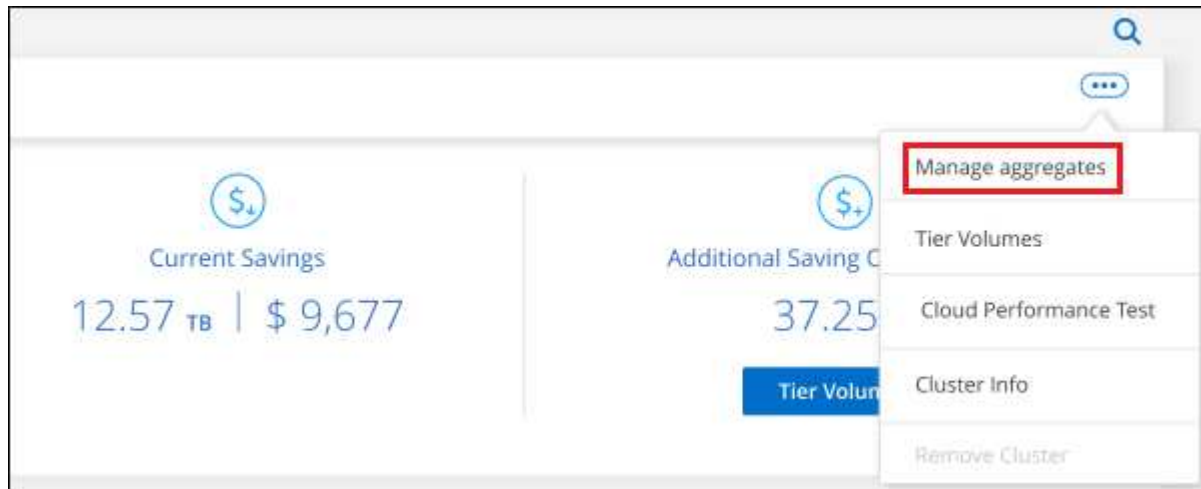 Manage aggregates
Current Savings
12.57 TB | $ 9,677
Additional Saving
37.25
Tier
Tier Volumes
Cloud Performance Test
Cluster Info
Remove Cluster